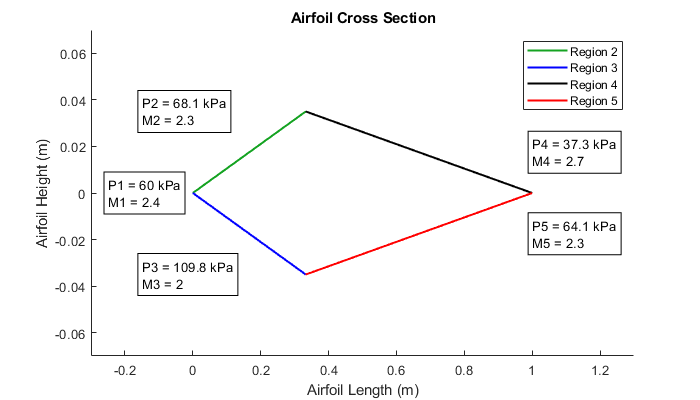 Airfoil Cross Section
Airfoil Height (m)
0.06
0.04
0.02
0
-0.02
-0.04
-0.06
Region 2
Region 3
Region 4
Region 5
P2 = 68.1 kPa
M2 = 2.3
P4 = 37.3 kPa
M4 = 2.7
P1 = 60 kPa
M1 = 2.4
P5 = 64.1 kPa
M5 = 2.3
P3 = 109.8 kPa
M3 = 2
-0.2
0
0.2
0.4
0.6
0.8
1
1.2
Airfoil Length (m)